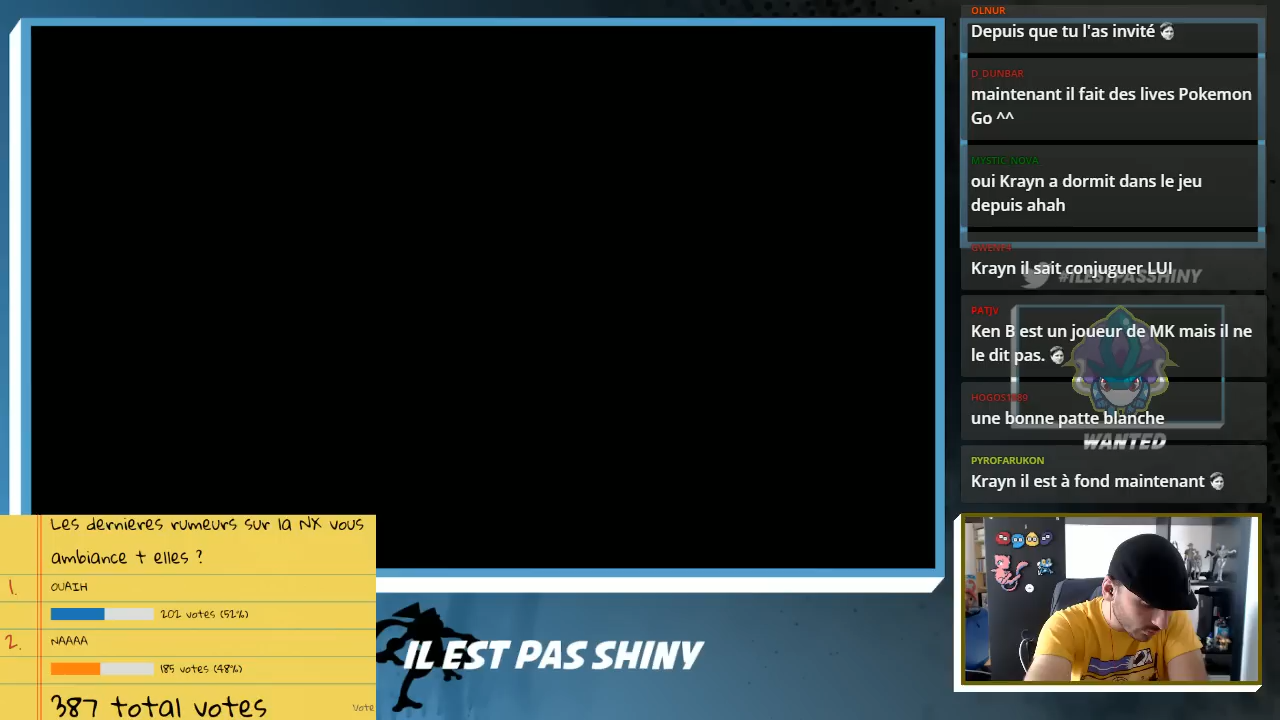 OLNUR
Depuis que tu l'as invité
D_DUNBAR
maintenant il fait des lives Pokemon
Go ^^
MYSTIC_NOVA
oui Krayn a dormit dans le jeu
depuis ahah
Krayn il sait conjuguer LUI
#ILESTPASSHINY
PATJV
Ken B est un joueur de MK mais il ne
le dit pas.
une bonne patte blanche
WANTED
PYROFARUKON
Krayn il est à fond maintenant
Les dernieres rumeurs sur la NX vous
ambiance t elles ?
1. OUAIH
202 votes (52%)
2. NAAAA
185 votes (48%)
387 total votes
Vote
IL EST PAS SHINY